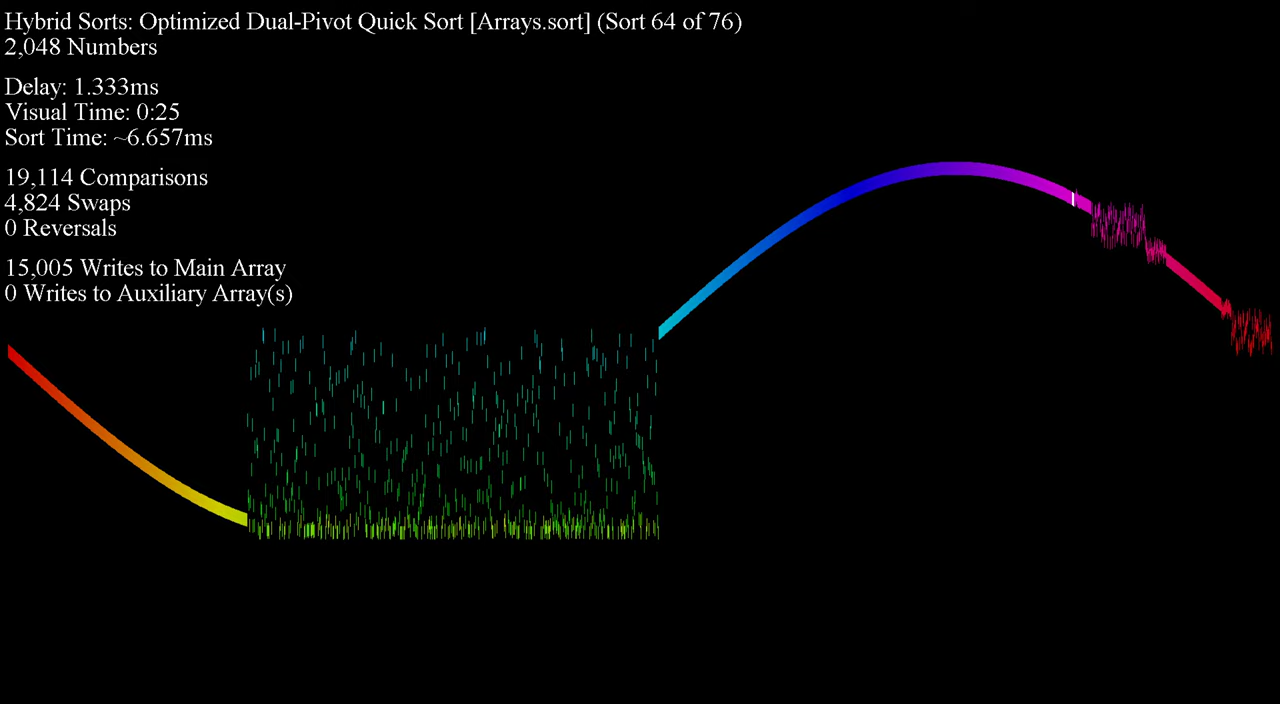 Hybrid Sorts: Optimized Dual-Pivot Quick Sort [Arrays.sort] (Sort 64 of 76)
2,048 Numbers
Delay: 1.333ms
Visual Time: 0:25
Sort Time: ~6.657ms
19,114 Comparisons
4,824 Swaps
0 Reversals
15,005 Writes to Main Array
0 Writes to Auxiliary Array(s)